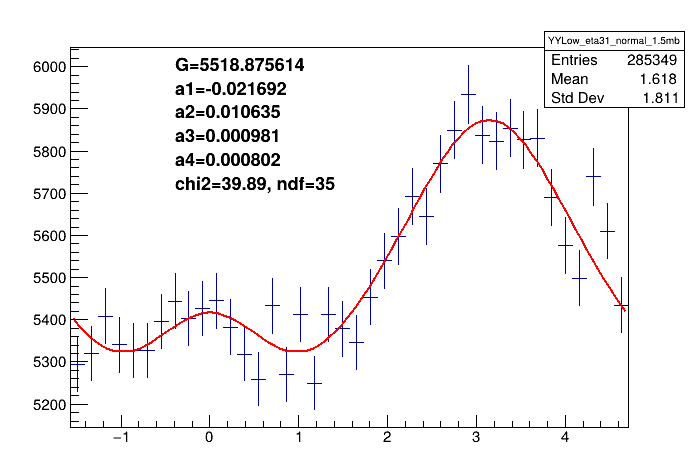 YYLow_eta31_normal_1.5mb
Entries 285349
Mean 1.618
Std Dev 1.811
G=5518.875614
a1=-0.021692
a2=0.010635
a3=0.000981
a4=0.000802
chi2=39.89, ndf=35
6000
5900
5800
5700
5600
5500
5400
5300
5200
−1 0 1 2 3 4